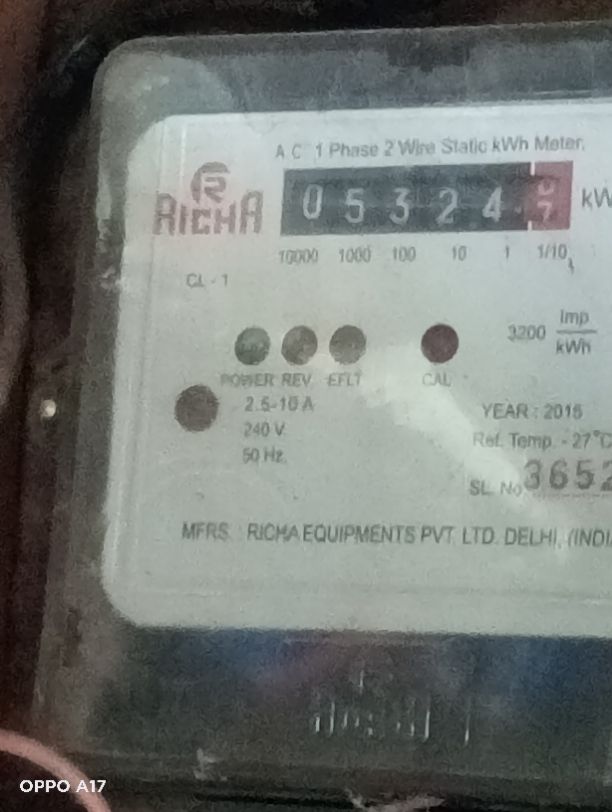 A C 1 Phase 2 Wire Static kWh Meter.
RICHA
0 5 3 2 4
kW
10000 1000 100 10 1 1/10
CL - 1
3200 Imp
kWh
POWER REV EFLT CAL
2.5-10 A
240 V
50 Hz.
YEAR : 2015
Ref. Temp. - 27°C
SL. No 3652
MFRS. : RICHA EQUIPMENTS PVT. LTD. DELHI, (INDI
OPPO A17